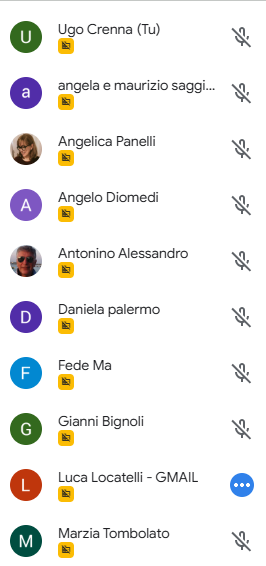 U
Ugo Crenna (Tu)
a
angela e maurizio saggi...
Angelica Panelli
A
Angelo Diomedi
Antonino Alessandro
D
Daniela palermo
F
Fede Ma
G
Gianni Bignoli
L
Luca Locatelli - GMAIL
M
Marzia Tombolato